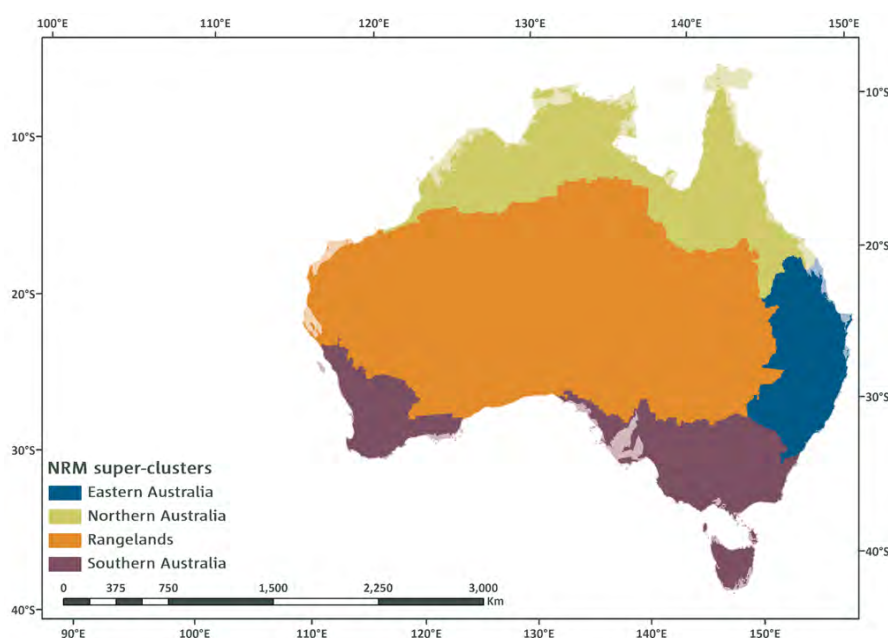 100°E 110°E 120°E 130°E 140°E 150°E
10°S
10°S
20°S
20°S
30°S
30°S
NRM super-clusters
Eastern Australia
Northern Australia
Rangelands
Southern Australia
40°S
0 375 750 1,500 2,250 3,000
Km
40°S
90°E 100°E 110°E 120°E 130°E 140°E 150°E